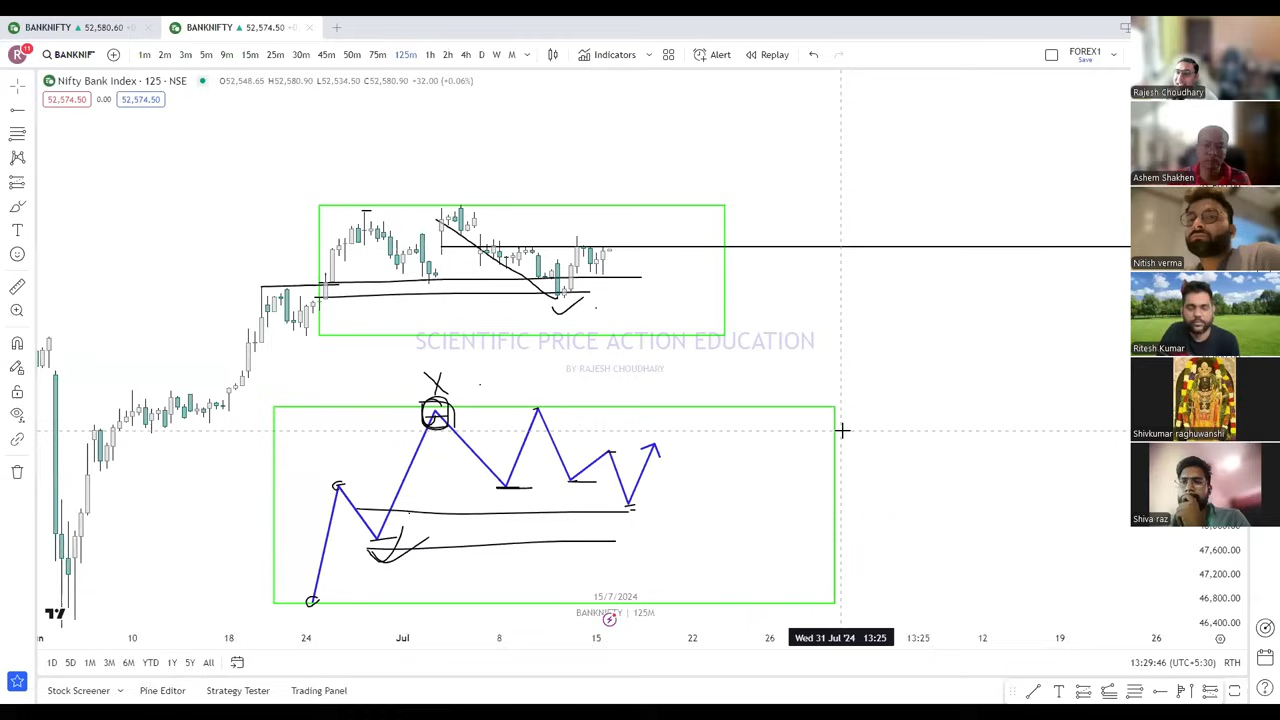 BANKNIFTY ▲ 52,580.60 +0
BANKNIFTY ▲ 52,574.50 +0
R 11 BANKNIF 1m 2m 3m 5m 9m 15m 25m 30m 45m 50m 75m 125m 1h 2h 4h D W M Indicators Alert Replay FOREX1
Save
Nifty Bank Index · 125 · NSE O52,548.65 H52,580.90 L52,534.50 C52,580.90 +32.00 (+0.06%)
52,574.50 0.00 52,574.50
Rajesh Choudhary
Ashem Shakhen
Nitish verma
Ritesh Kumar
Shivkumar raghuwanshi
Shiva raz
SCIENTIFIC PRICE ACTION EDUCATION
BY RAJESH CHOUDHARY
X
47,600.00
47,200.00
46,800.00
46,400.00
15/7/2024
BANKNIFTY | 125M
10 18 24 Jul 8 15 22 26 Wed 31 Jul '24 13:25 13:25 12 19 26
1D 5D 1M 3M 6M YTD 1Y 5Y All 13:29:46 (UTC+5:30) RTH
Stock Screener Pine Editor Strategy Tester Trading Panel